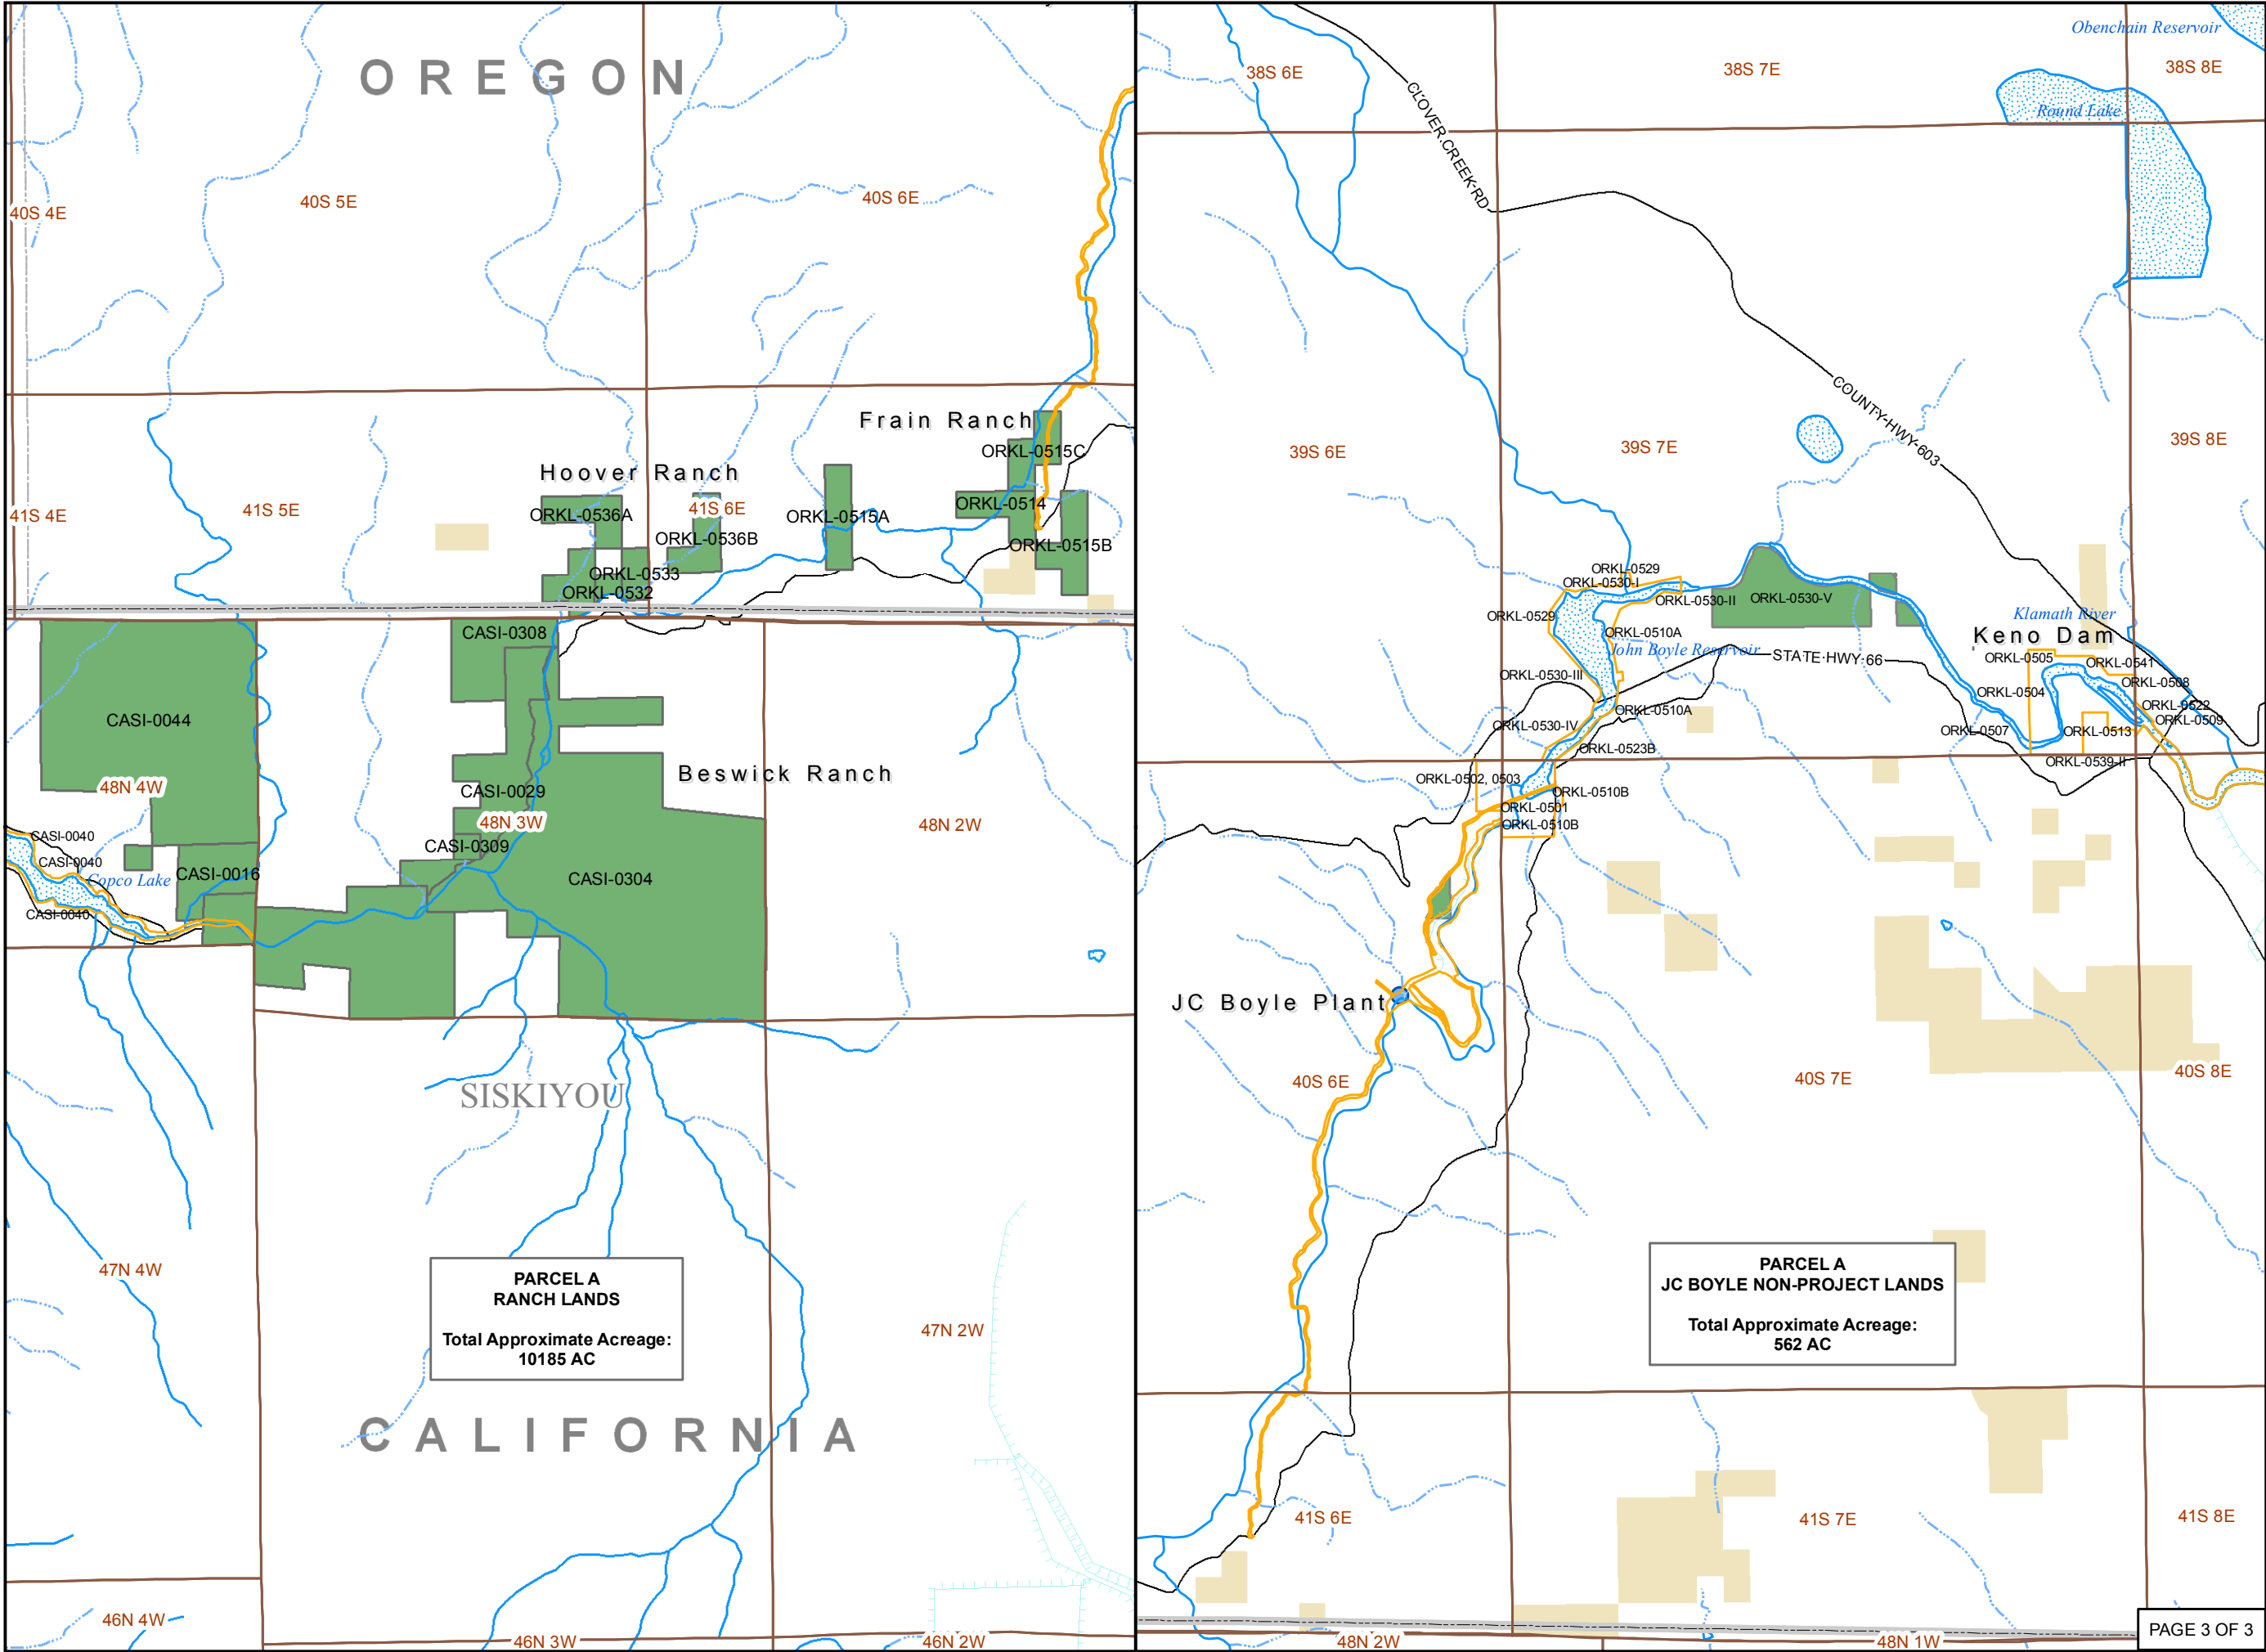 OREGON
40S 4E
40S 5E
40S 6E
Frain Ranch
ORKL-0515C
Hoover Ranch
ORKL-0514
41S 4E
41S 5E
ORKL-0536A
41S 6E
ORKL-0515A
ORKL-0536B
ORKL-0515B
ORKL-0533
ORKL-0532
CASI-0308
CASI-0044
Beswick Ranch
48N 4W
CASI-0029
48N 3W
48N 2W
CASI-0040
CASI-0309
CASI-0040
Copco Lake
CASI-0016
CASI-0304
CASI-0040
SISKIYOU
47N 4W
PARCEL A
RANCH LANDS
Total Approximate Acreage:
10185 AC
47N 2W
CALIFORNIA
46N 4W
46N 3W
46N 2W
Obenchain Reservoir
38S 6E
38S 7E
38S 8E
CLOVER CREEK RD
Round Lake
COUNTY HWY 603
39S 6E
39S 7E
39S 8E
ORKL-0529
ORKL-0530-I
ORKL-0530-II
ORKL-0530-V
ORKL-0529
Klamath River
ORKL-0510A
Keno Dam
John Boyle Reservoir
STATE HWY 66
ORKL-0505
ORKL-0541
ORKL-0530-III
ORKL-0508
ORKL-0504
ORKL-0522
ORKL-0510A
ORKL-0509
ORKL-0530-IV
ORKL-0507
ORKL-0513
ORKL-0523B
ORKL-0539-II
ORKL-0502, 0503
ORKL-0510B
ORKL-0501
ORKL-0510B
JC Boyle Plant
40S 6E
40S 7E
40S 8E
PARCEL A
JC BOYLE NON-PROJECT LANDS
Total Approximate Acreage:
562 AC
41S 6E
41S 7E
41S 8E
48N 2W
48N 1W
PAGE 3 OF 3